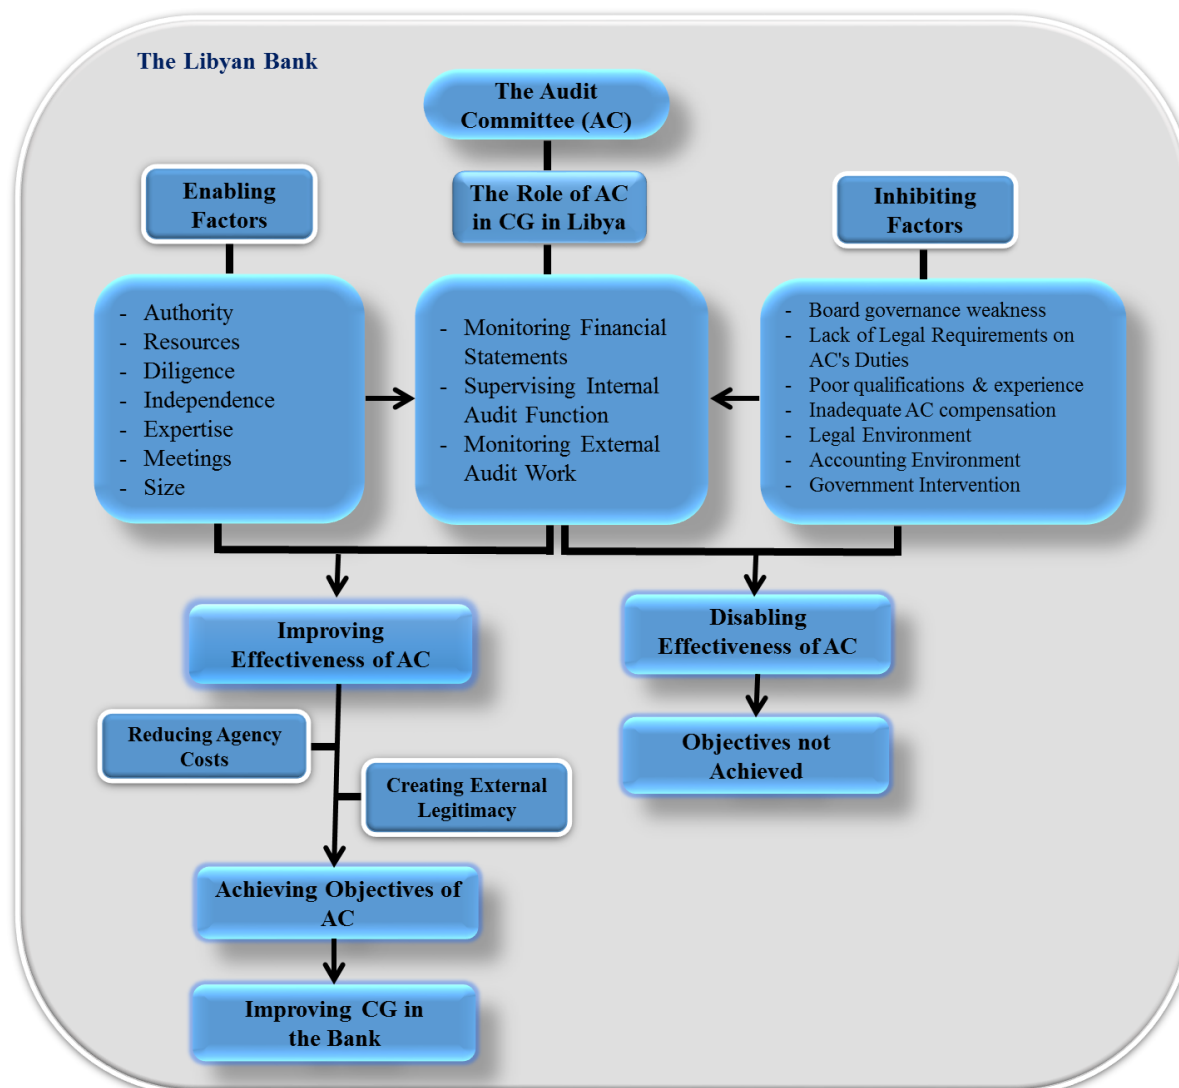 The Libyan Bank
The Audit
Committee (AC)
Enabling
Factors
The Role of AC
in CG in Libya
Inhibiting
Factors
- Authority
- Resources
- Diligence
- Independence
- Expertise
- Meetings
- Size
- Monitoring Financial
Statements
- Supervising Internal
Audit Function
- Monitoring External
Audit Work
- Board governance weakness
- Lack of Legal Requirements on
AC's Duties
- Poor qualifications & experience
- Inadequate AC compensation
- Legal Environment
- Accounting Environment
- Government Intervention
Improving
Effectiveness of AC
Disabling
Effectiveness of AC
Reducing Agency
Costs
Objectives not
Achieved
Creating External
Legitimacy
Achieving Objectives of
AC
Improving CG in
the Bank